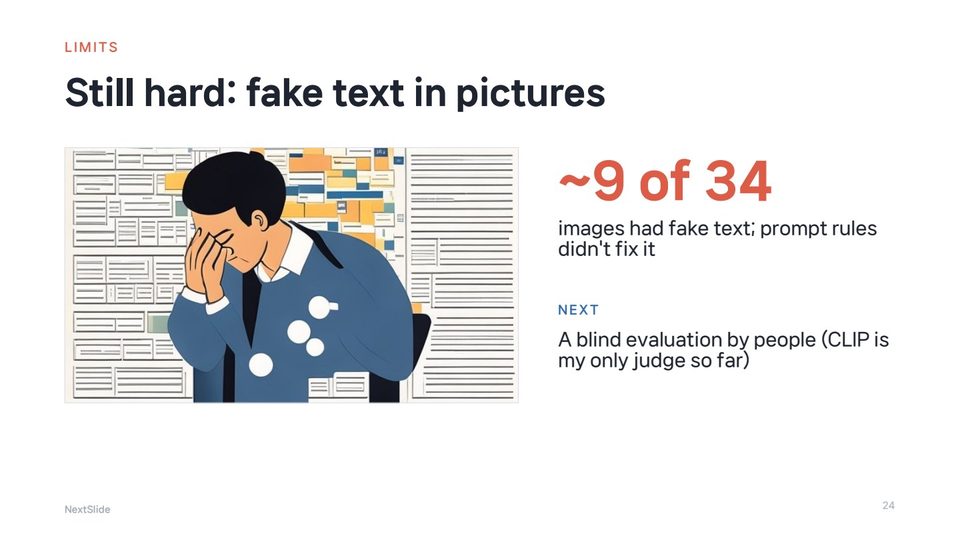 LIMITS
Still hard: fake text in pictures
~9 of 34
images had fake text; prompt rules
didn't fix it
NEXT
A blind evaluation by people (CLIP is
my only judge so far)
NextSlide
24